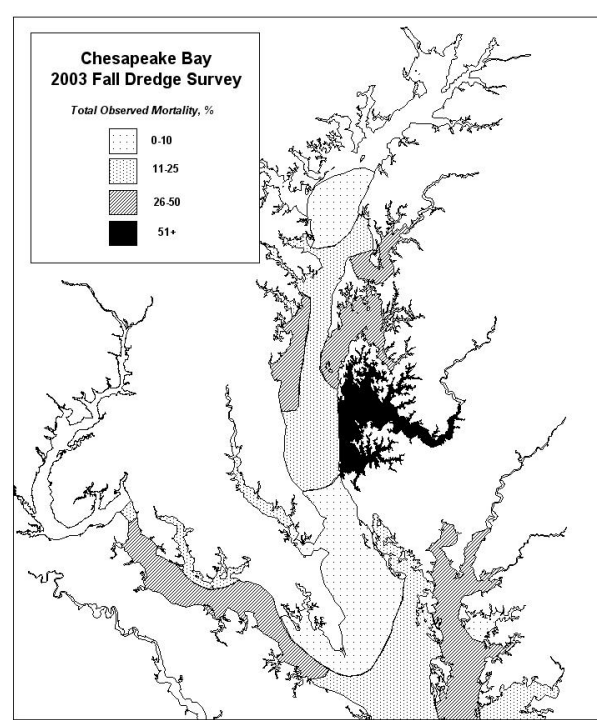 Chesapeake Bay
2003 Fall Dredge Survey
Total Observed Mortality, %
0-10
11-25
26-50
51+